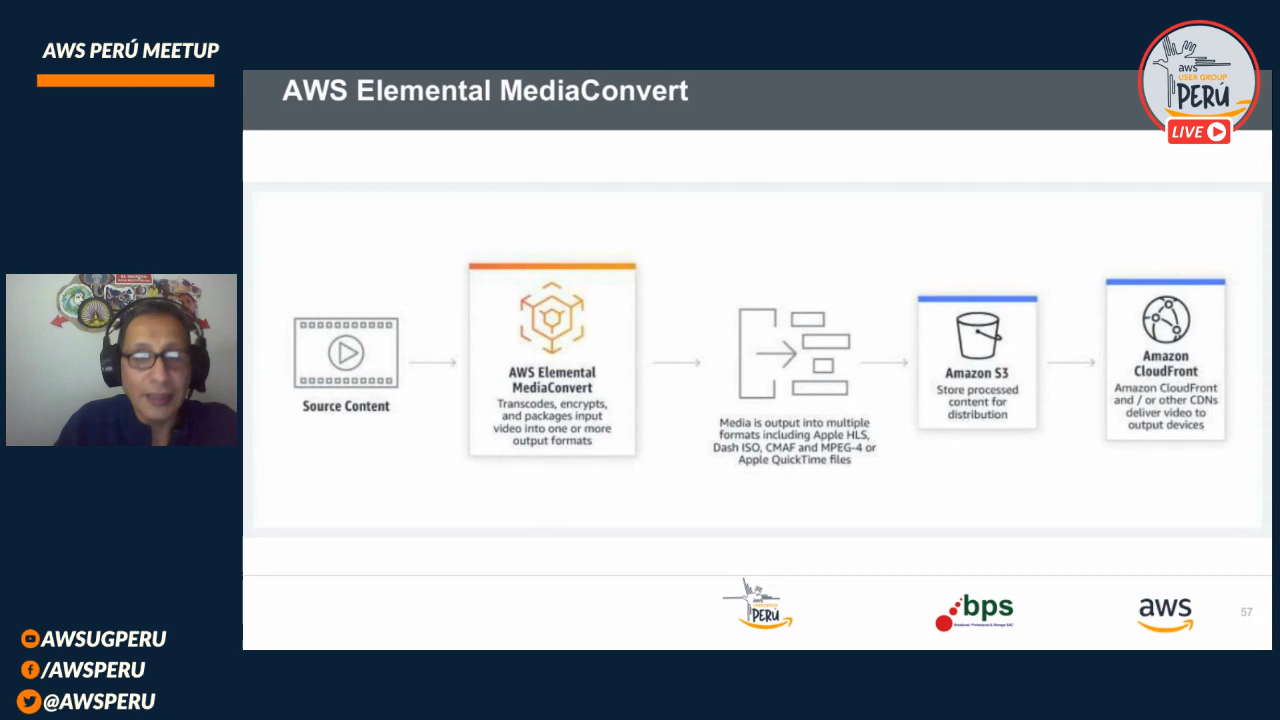 AWS PERÚ MEETUP
aws
USER GROUP
PERÚ
LIVE
AWS Elemental MediaConvert
Source Content
AWS Elemental
MediaConvert
Transcodes, encrypts,
and packages input
video into one or more
output formats
Media is output into multiple
formats including Apple HLS,
Dash ISO, CMAF and MPEG-4 or
Apple QuickTime files
Amazon S3
Store processed
content for
distribution
Amazon
CloudFront
Amazon CloudFront
and / or other CDNs
deliver video to
output devices
aws
USER GROUP
PERÚ
bps
aws
57
AWSUGPERU
/AWSPERU
@AWSPERU